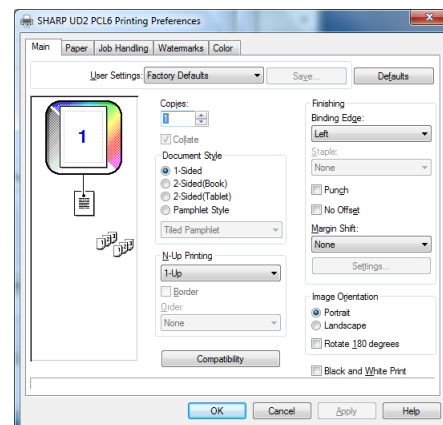 SHARP UD2 PCL6 Printing Preferences
Main Paper Job Handling Watermarks Color
User Settings: Factory Defaults Save... Defaults
1
Copies:
1
Collate
Document Style
1-Sided
2-Sided(Book)
2-Sided(Tablet)
Pamphlet Style
Tiled Pamphlet
N-Up Printing
1-Up
Border
Order:
None
Compatibility
Finishing
Binding Edge:
Left
Staple:
None
Punch
No Offset
Margin Shift:
None
Settings...
Image Orientation
Portrait
Landscape
Rotate 180 degrees
Black and White Print
OK Cancel Apply Help